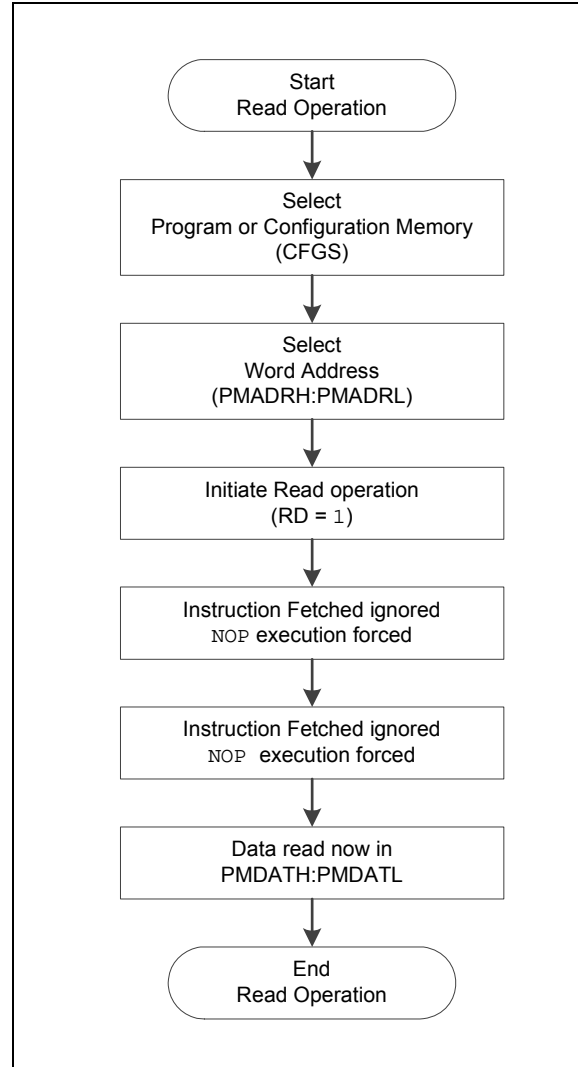 Start
Read Operation
Select
Program or Configuration Memory
(CFGS)
Select
Word Address
(PMADRH:PMADRL)
Initiate Read operation
(RD = 1)
Instruction Fetched ignored
NOP execution forced
Instruction Fetched ignored
NOP execution forced
Data read now in
PMDATH:PMDATL
End
Read Operation